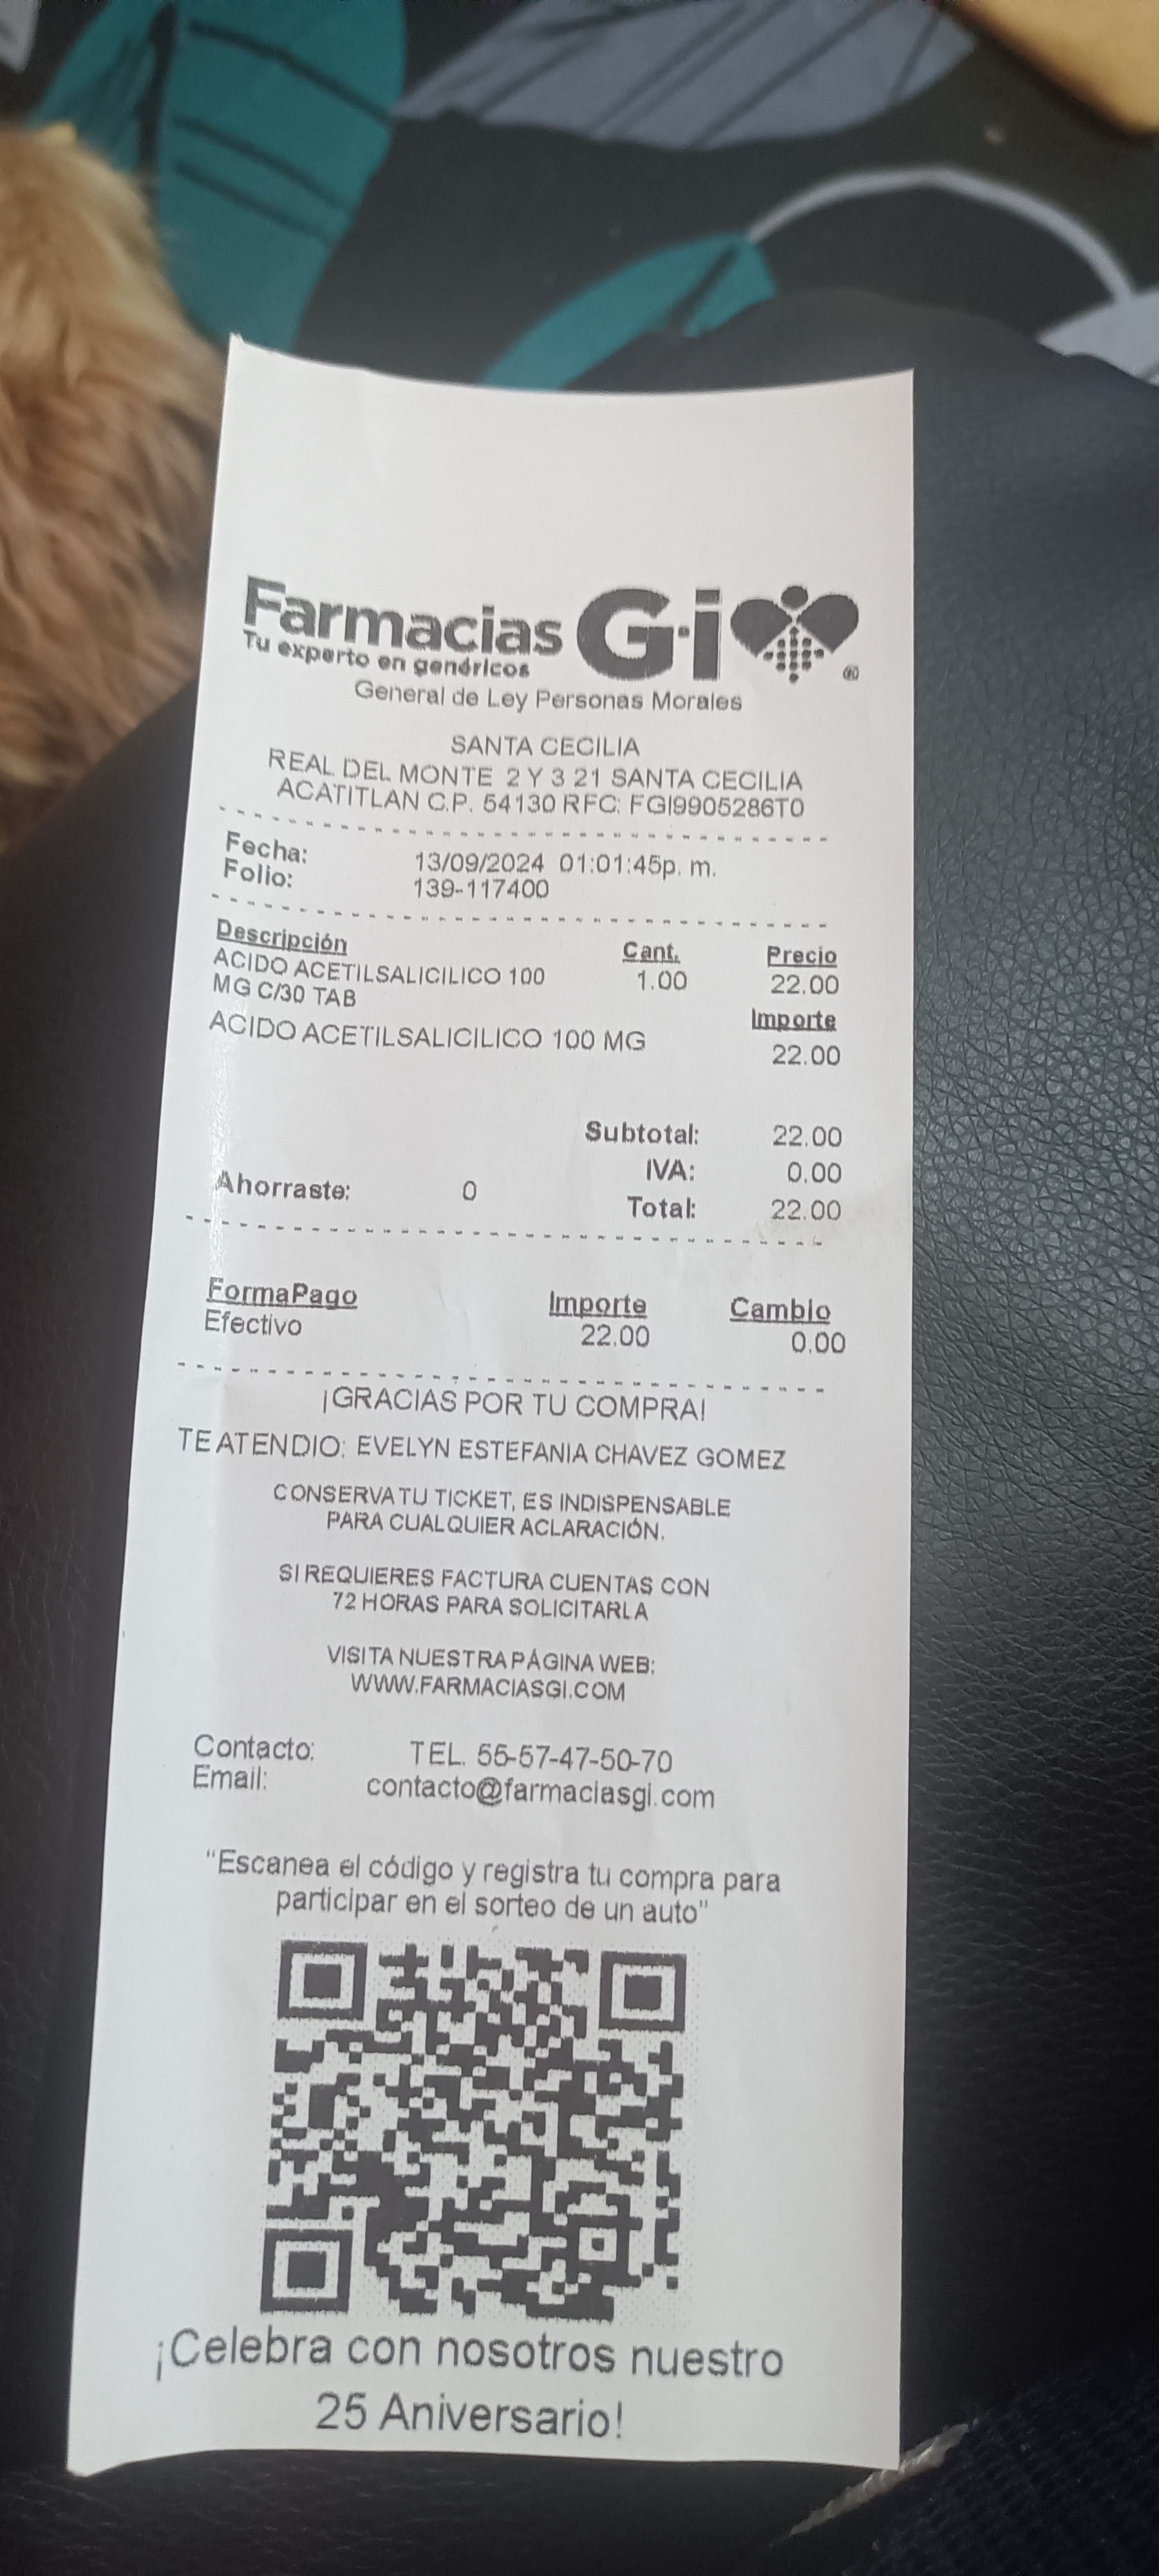 Farmacias Gi
Tu experto en genéricos
General de Ley Personas Morales
SANTA CECILIA
REAL DEL MONTE 2 Y 3 21 SANTA CECILIA
ACATITLAN C.P. 54130 RFC: FGI9905286T0
Fecha: 13/09/2024 01:01:45p. m.
Folio: 139-117400
Descripción Cant. Precio
ACIDO ACETILSALICILICO 100 1.00 22.00
MG C/30 TAB
Importe
ACIDO ACETILSALICILICO 100 MG 22.00
Subtotal: 22.00
IVA: 0.00
Ahorraste: 0 Total: 22.00
FormaPago Importe Cambio
Efectivo 22.00 0.00
¡GRACIAS POR TU COMPRA!
TE ATENDIO: EVELYN ESTEFANIA CHAVEZ GOMEZ
CONSERVA TU TICKET, ES INDISPENSABLE
PARA CUALQUIER ACLARACIÓN.
SI REQUIERES FACTURA CUENTAS CON
72 HORAS PARA SOLICITARLA
VISITA NUESTRA PÁGINA WEB:
WWW.FARMACIASGI.COM
Contacto: TEL. 55-57-47-50-70
Email: contacto@farmaciasgi.com
"Escanea el código y registra tu compra para
participar en el sorteo de un auto"
¡Celebra con nosotros nuestro
25 Aniversario!